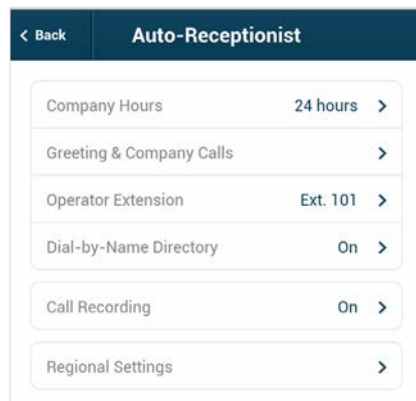 Back Auto-Receptionist
Company Hours 24 hours
Greeting & Company Calls
Operator Extension Ext. 101
Dial-by-Name Directory On
Call Recording On
Regional Settings